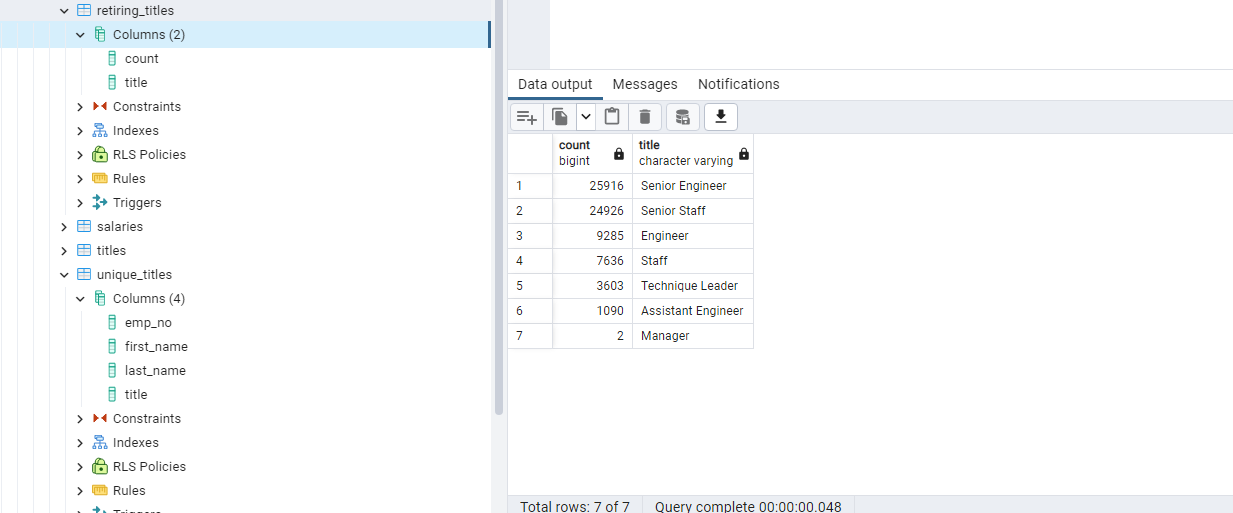 retiring_titles
Columns (2)
count
title
Constraints
Indexes
RLS Policies
Rules
Triggers
salaries
titles
unique_titles
Columns (4)
emp_no
first_name
last_name
title
Constraints
Indexes
RLS Policies
Rules
Triggers
Data output Messages Notifications
count title
bigint character varying
1 25916 Senior Engineer
2 24926 Senior Staff
3 9285 Engineer
4 7636 Staff
5 3603 Technique Leader
6 1090 Assistant Engineer
7 2 Manager
Total rows: 7 of 7 Query complete 00:00:00.048